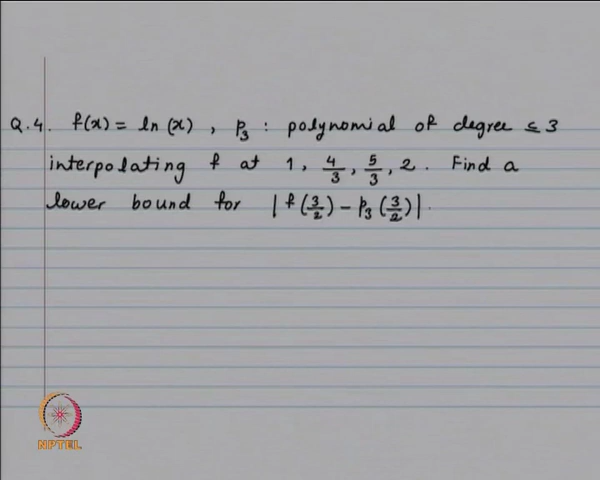 Q.4. f(x) = ln(x), p₃ : polynomial of degree ≤ 3
interpolating f at 1, 4/3, 5/3, 2. Find a
lower bound for |f(3/2) - p₃(3/2)|.
NPTEL